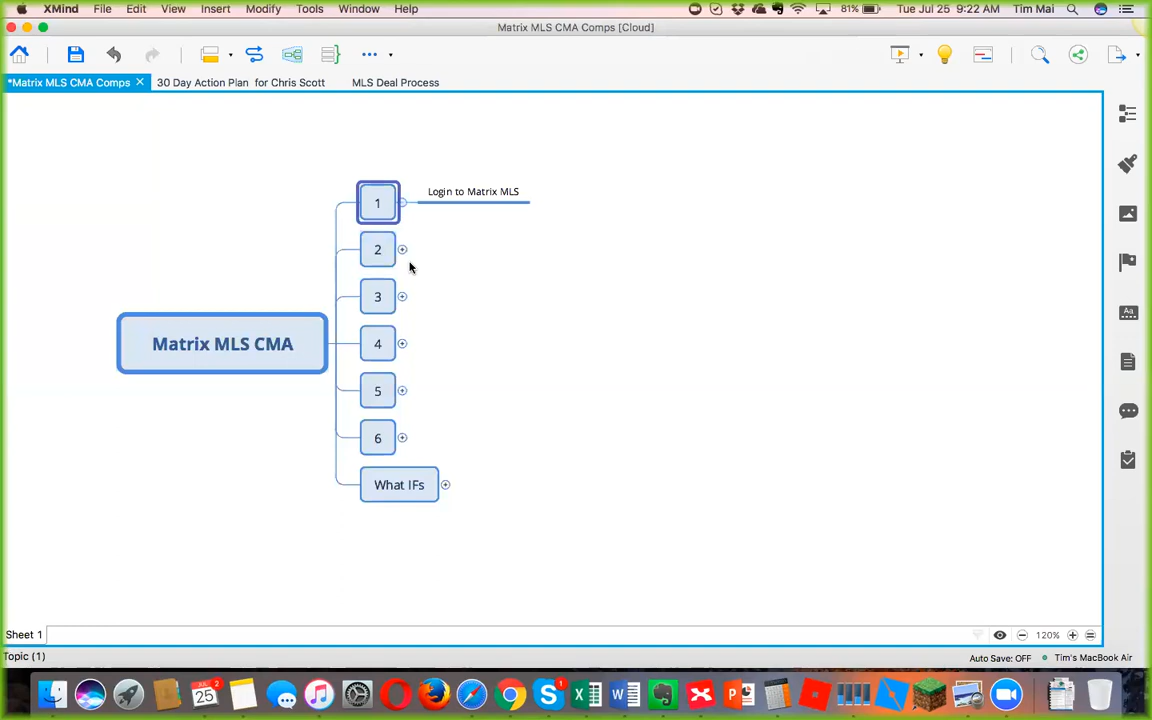 XMind File Edit View Insert Modify Tools Window Help 81% Tue Jul 25 9:22 AM Tim Mai
Matrix MLS CMA Comps [Cloud]
*Matrix MLS CMA Comps 30 Day Action Plan for Chris Scott MLS Deal Process
1 Login to Matrix MLS
2
3
Matrix MLS CMA 4
5
6
What IFs
Sheet 1 120%
Topic (1) Auto Save: OFF Tim's MacBook Air